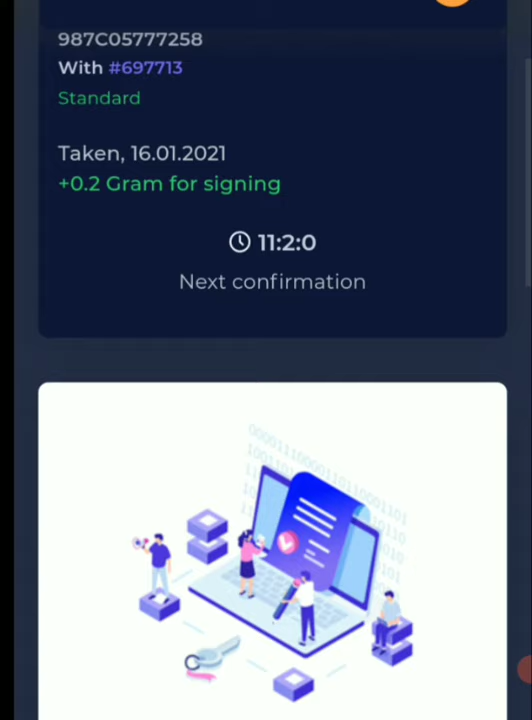 987C05777258
With #697713
Standard
Taken, 16.01.2021
+0.2 Gram for signing
11:2:0
Next confirmation